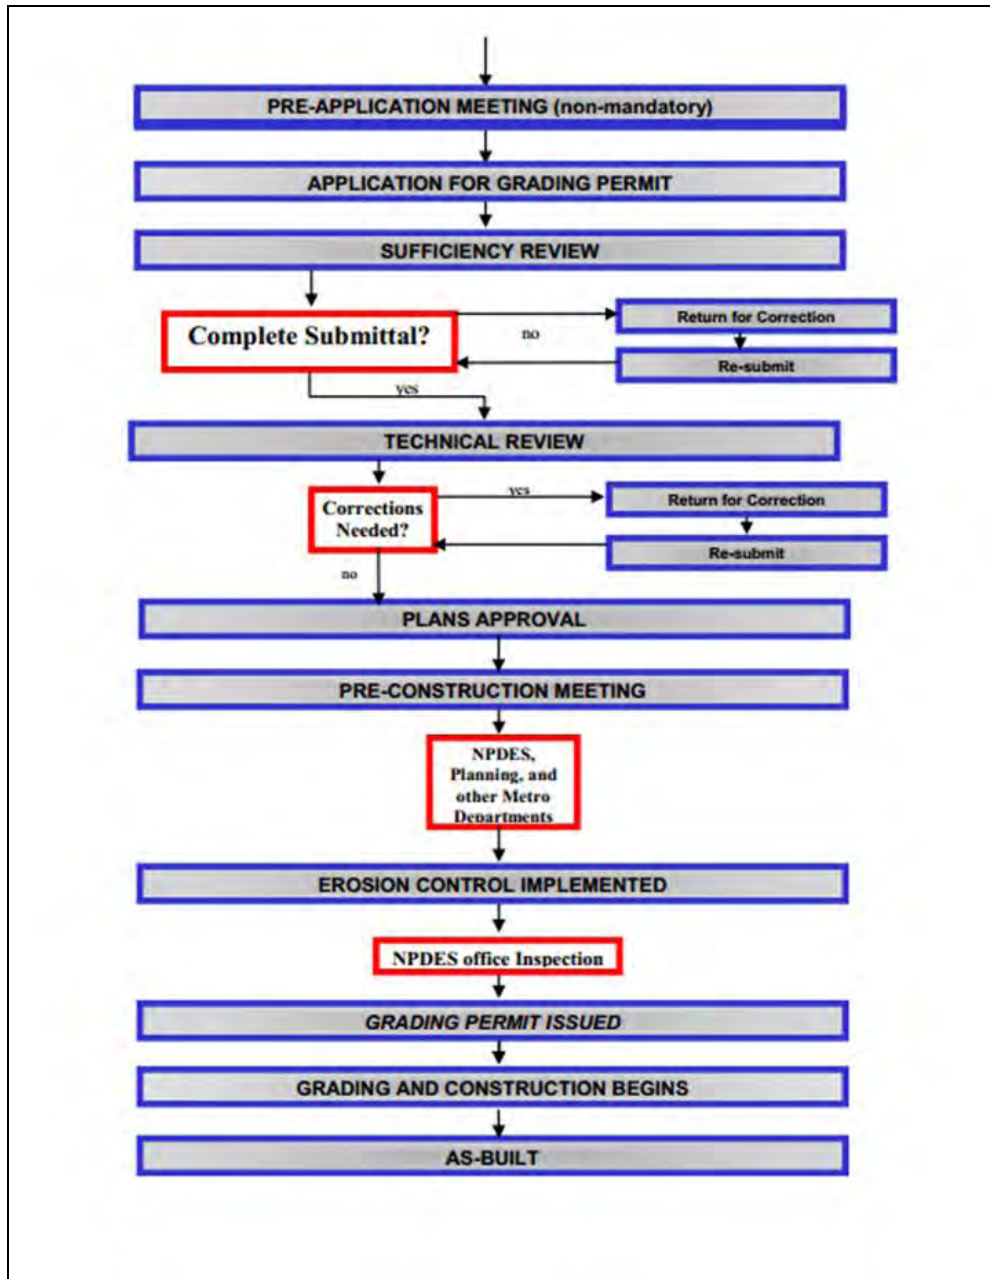 PRE-APPLICATION MEETING (non-mandatory)
APPLICATION FOR GRADING PERMIT
SUFFICIENCY REVIEW
Complete Submittal?
no
Return for Correction
Re-submit
yes
TECHNICAL REVIEW
Corrections
Needed?
yes
Return for Correction
Re-submit
no
PLANS APPROVAL
PRE-CONSTRUCTION MEETING
NPDES,
Planning, and
other Metro
Departments
EROSION CONTROL IMPLEMENTED
NPDES office Inspection
GRADING PERMIT ISSUED
GRADING AND CONSTRUCTION BEGINS
AS-BUILT